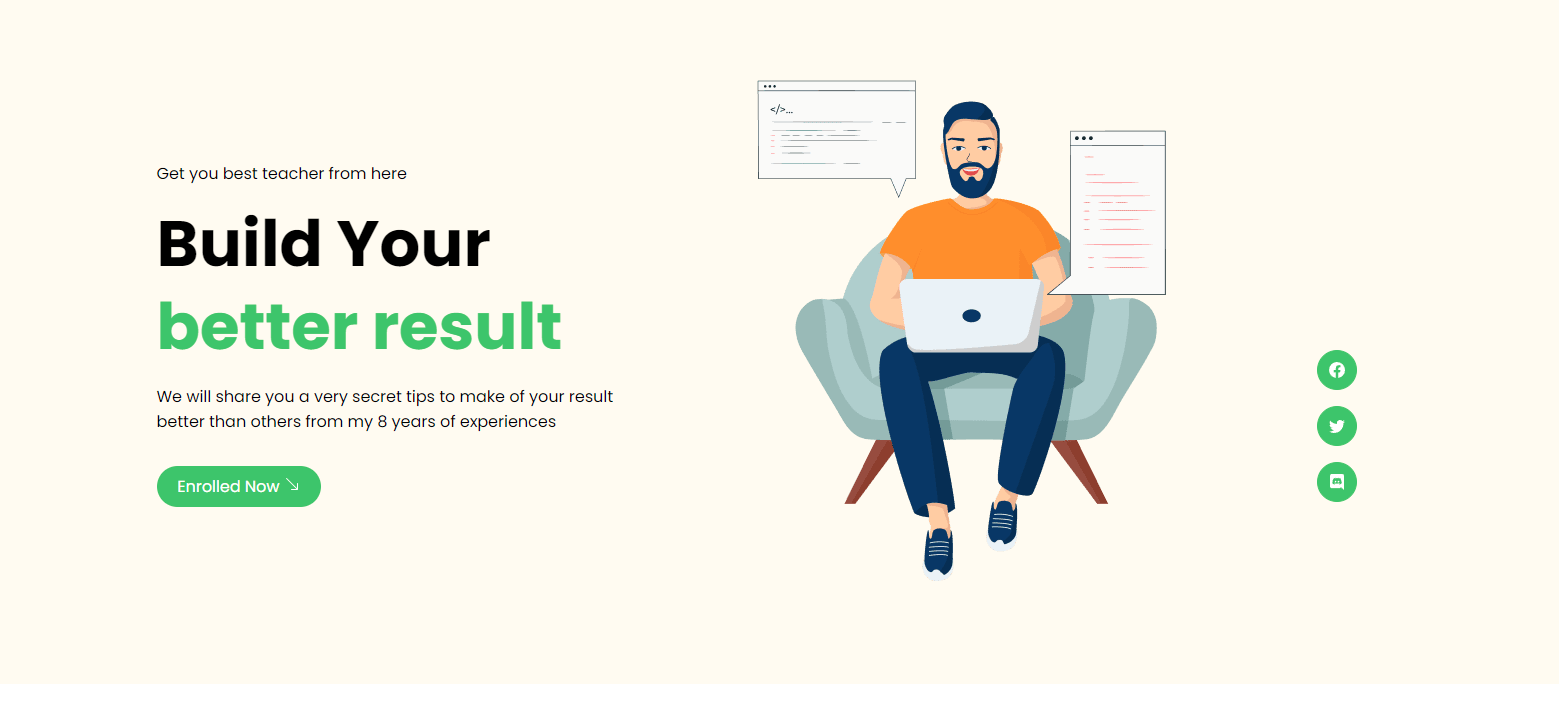 Get you best teacher from here
Build Your
better result
We will share you a very secret tips to make of your result
better than others from my 8 years of experiences
Enrolled Now
</>...